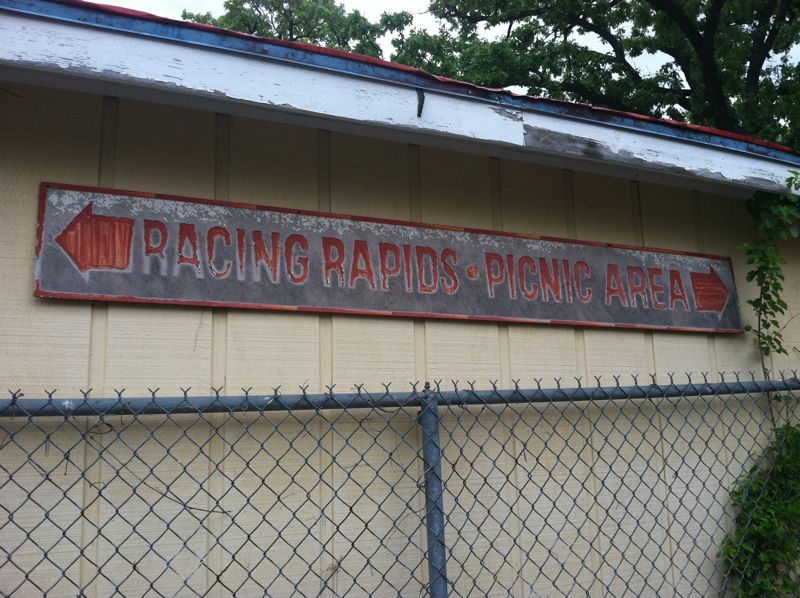 RACING RAPIDS • PICNIC AREA